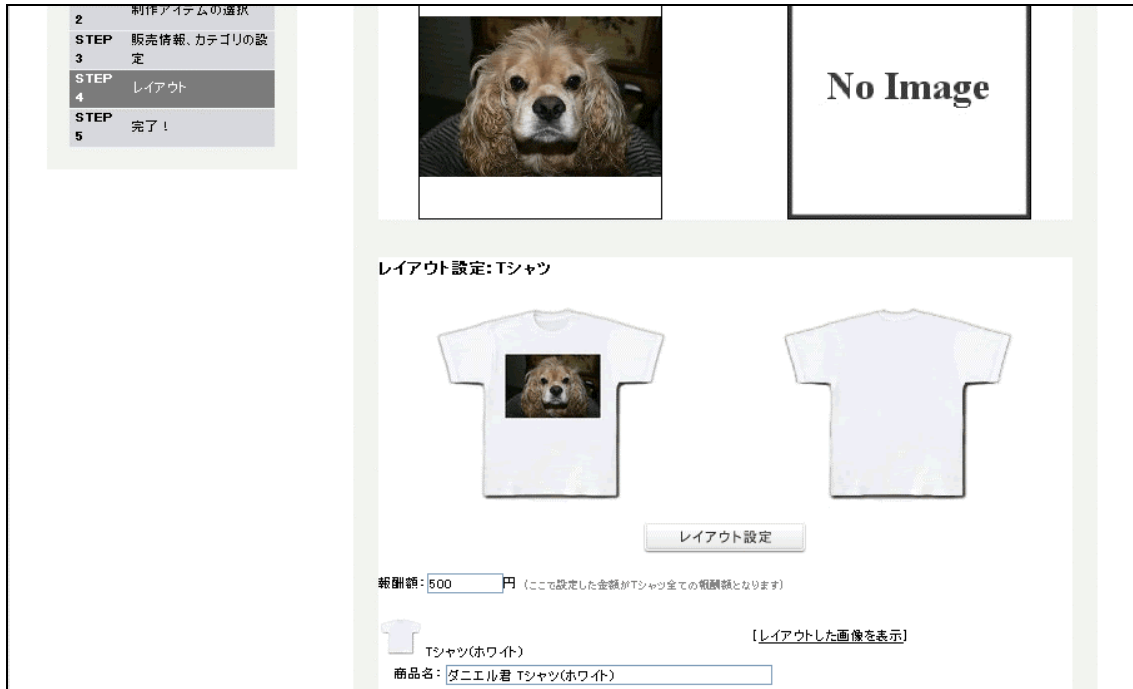 2
制作アイテムの選択
STEP 3
販売情報、カテゴリの設定
STEP 4
レイアウト
STEP 5
完了!
No Image
レイアウト設定: Tシャツ
レイアウト設定
報酬額: 500 円 (ここで設定した金額がTシャツ全ての報酬額となります)
[レイアウトした画像を表示]
Tシャツ(ホワイト)
商品名: ダニエル君 Tシャツ(ホワイト)